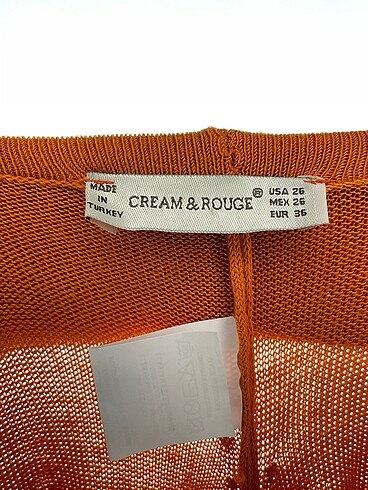 MADE
IN
TURKEY
CREAM & ROUGE®
USA 26
MEX 26
EUR 36